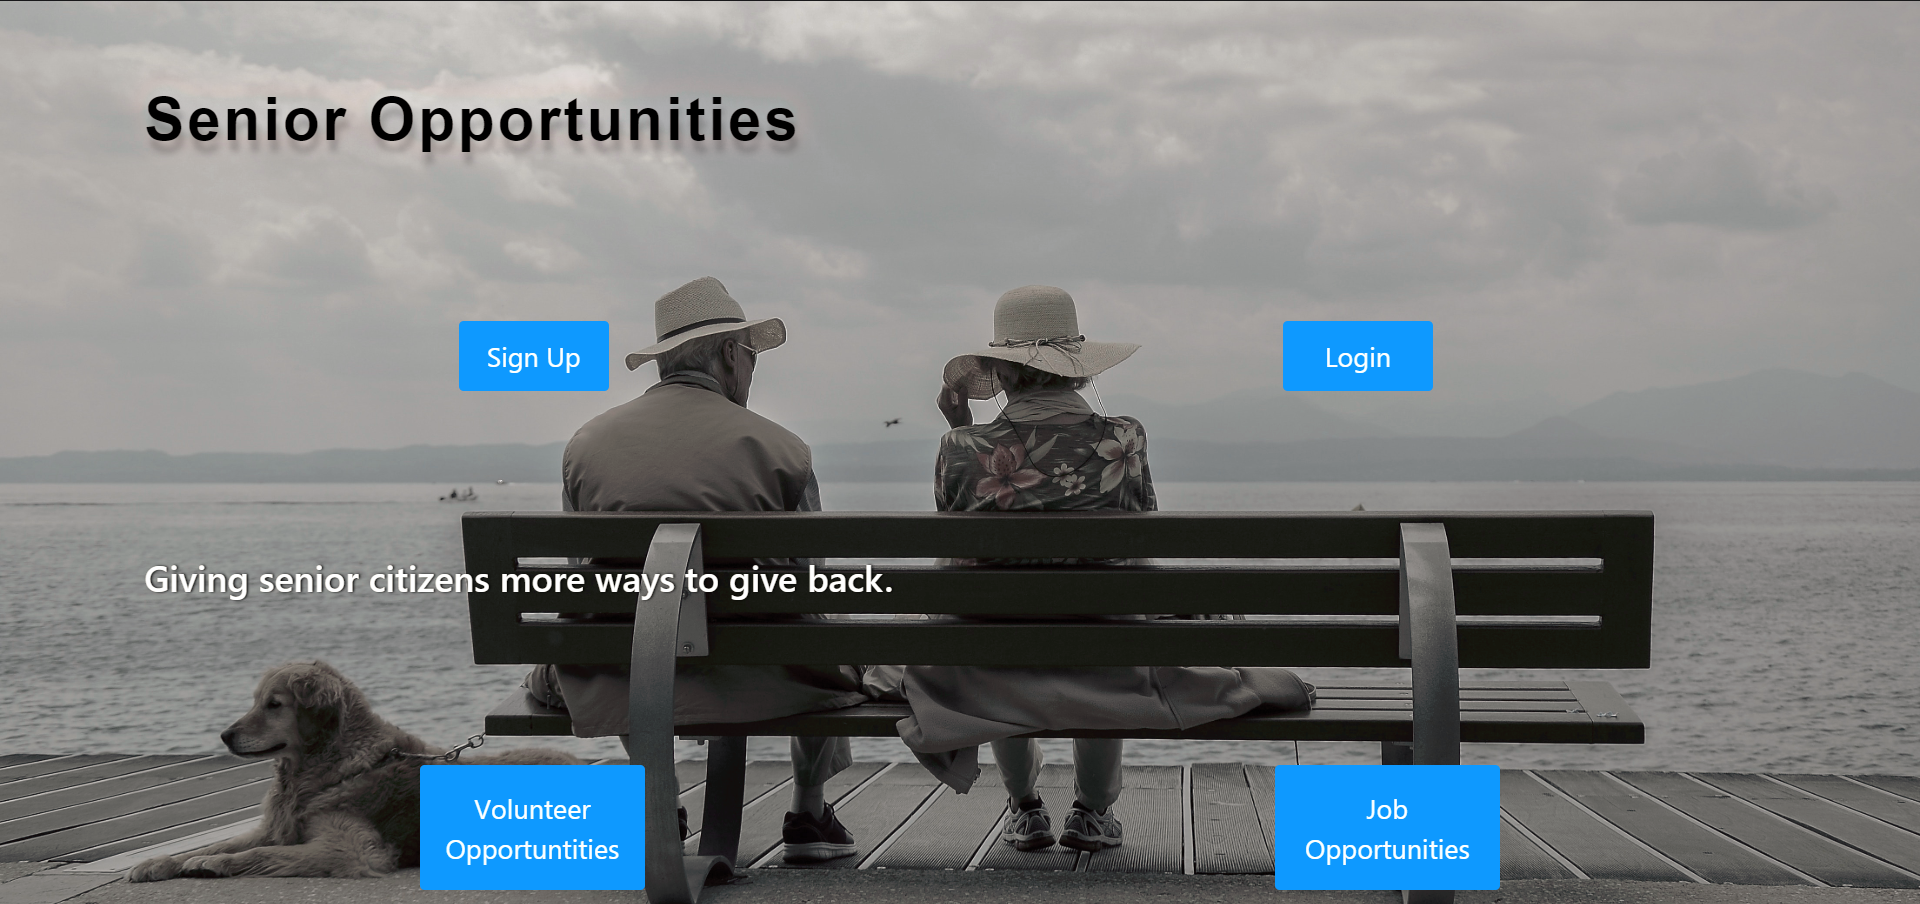 Senior Opportunities
Sign Up
Login
Giving senior citizens more ways to give back.
Volunteer
Opportuntities
Job
Opportunities